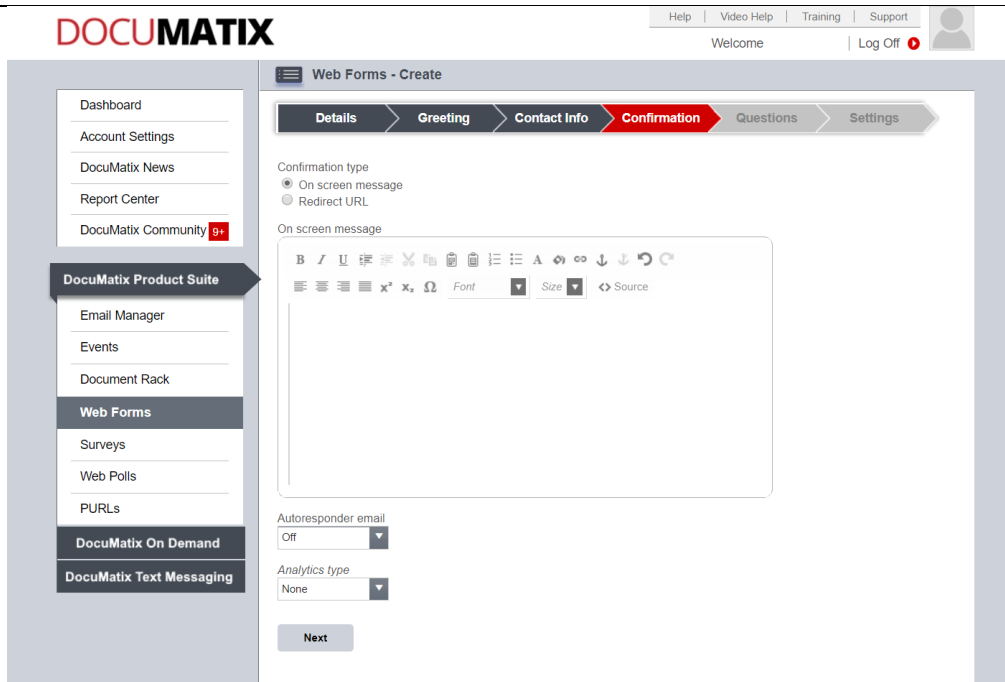 DOCUMATIX
Help | Video Help | Training | Support
Welcome | Log Off
Web Forms - Create
Dashboard
Account Settings
DocuMatix News
Report Center
DocuMatix Community 9+
DocuMatix Product Suite
Email Manager
Events
Document Rack
Web Forms
Surveys
Web Polls
PURLs
DocuMatix On Demand
DocuMatix Text Messaging
Details Greeting Contact Info Confirmation Questions Settings
Confirmation type
On screen message
Redirect URL
On screen message
B I U A
x² xₑ Ω Font Size <> Source
Autoresponder email
Off
Analytics type
None
Next